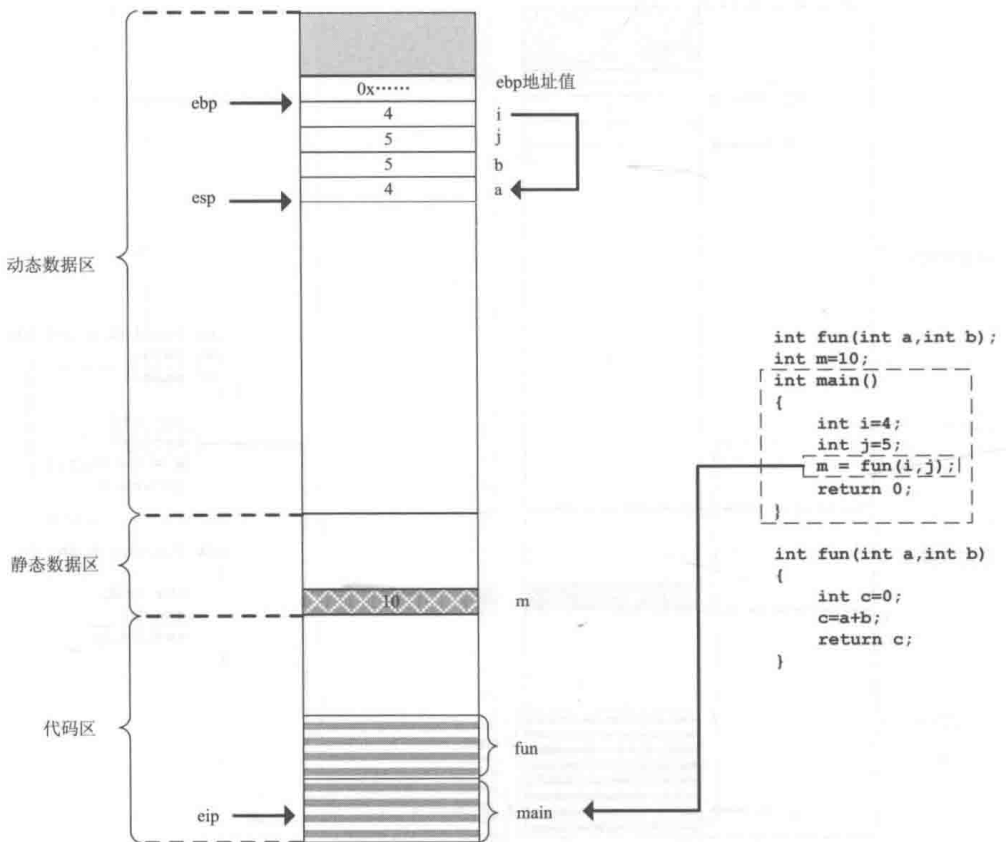 ebp地址值
0x……
ebp
4
i
5
j
5
b
esp
4
a
动态数据区
静态数据区
10
m
代码区
fun
eip
main
int fun(int a,int b);
int m=10;
int main()
{
int i=4;
int j=5;
m = fun(i,j);
return 0;
}
int fun(int a,int b)
{
int c=0;
c=a+b;
return c;
}